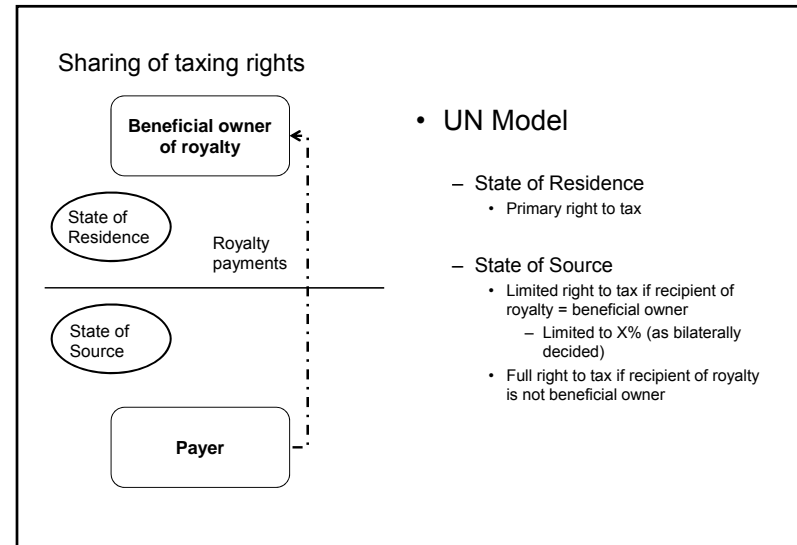 Sharing of taxing rights
Beneficial owner
of royalty
State of
Residence
Royalty
payments
State of
Source
Payer
• UN Model
– State of Residence
• Primary right to tax
– State of Source
• Limited right to tax if recipient of
royalty = beneficial owner
– Limited to X% (as bilaterally
decided)
• Full right to tax if recipient of royalty
is not beneficial owner